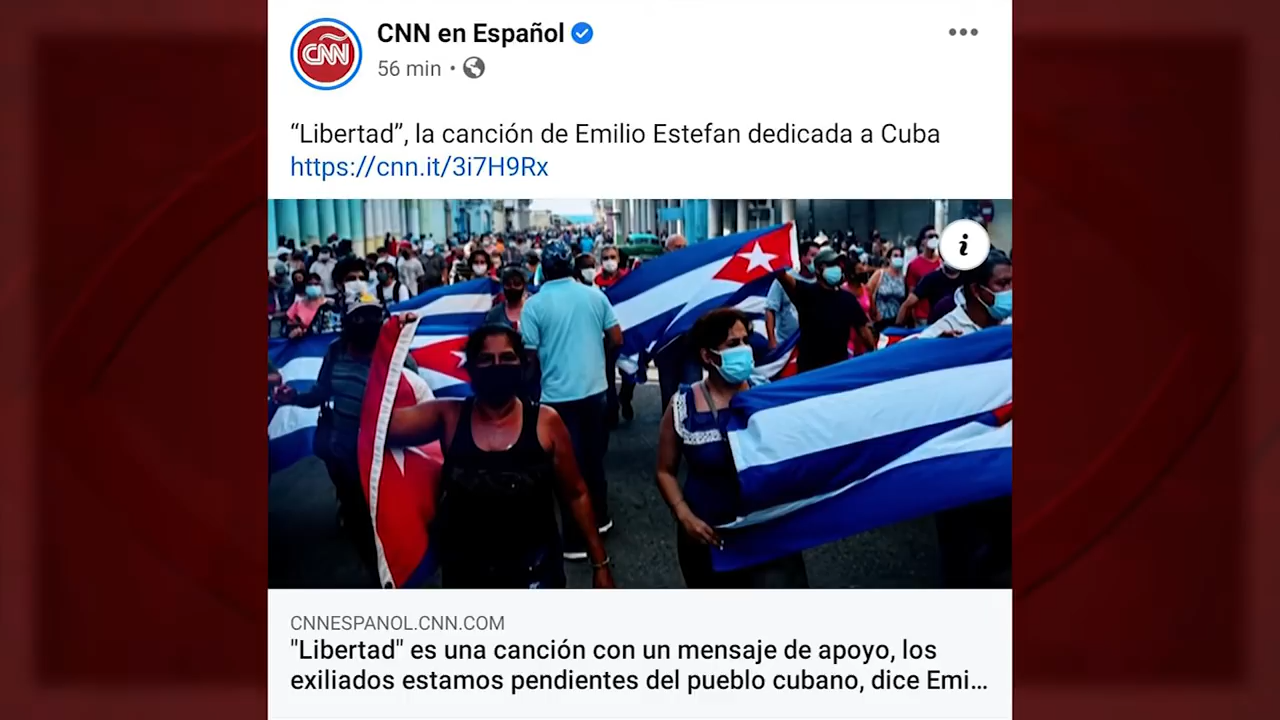 CNN
CNN en Español
56 min
“Libertad”, la canción de Emilio Estefan dedicada a Cuba
https://cnn.it/3i7H9Rx
i
CNNESPANOL.CNN.COM
"Libertad" es una canción con un mensaje de apoyo, los
exiliados estamos pendientes del pueblo cubano, dice Emi...